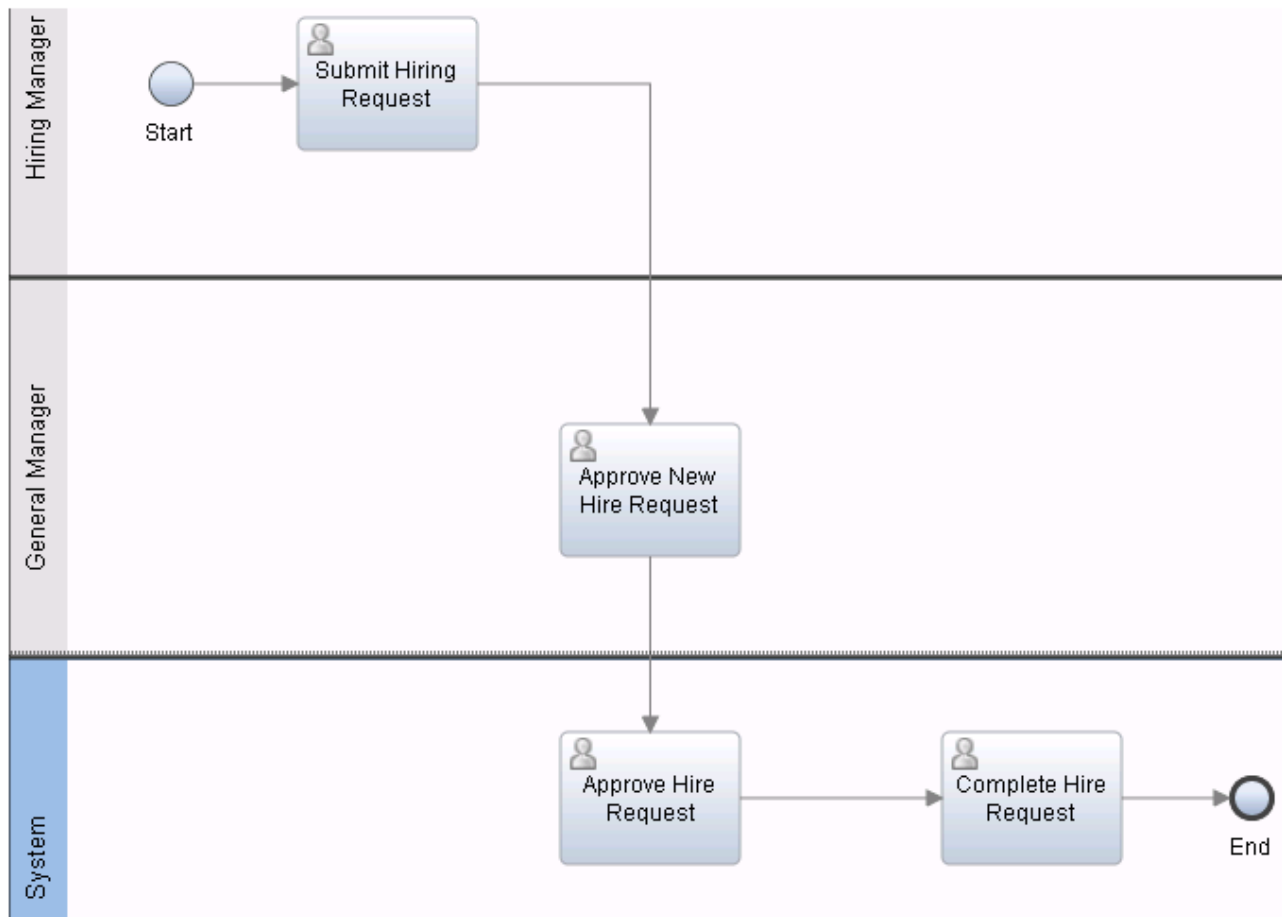 Hiring Manager
Start
Submit Hiring
Request
General Manager
Approve New
Hire Request
System
Approve Hire
Request
Complete Hire
Request
End